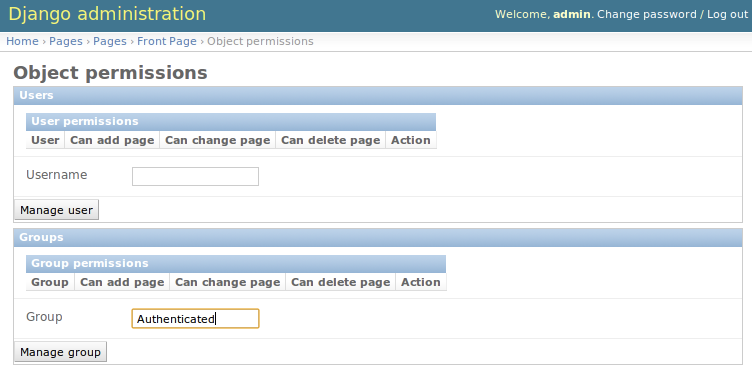 Django administration
Welcome, admin. Change password / Log out
Home › Pages › Pages › Front Page › Object permissions
Object permissions
Users
User permissions
User Can add page Can change page Can delete page Action
Username
Manage user
Groups
Group permissions
Group Can add page Can change page Can delete page Action
Group Authenticated
Manage group